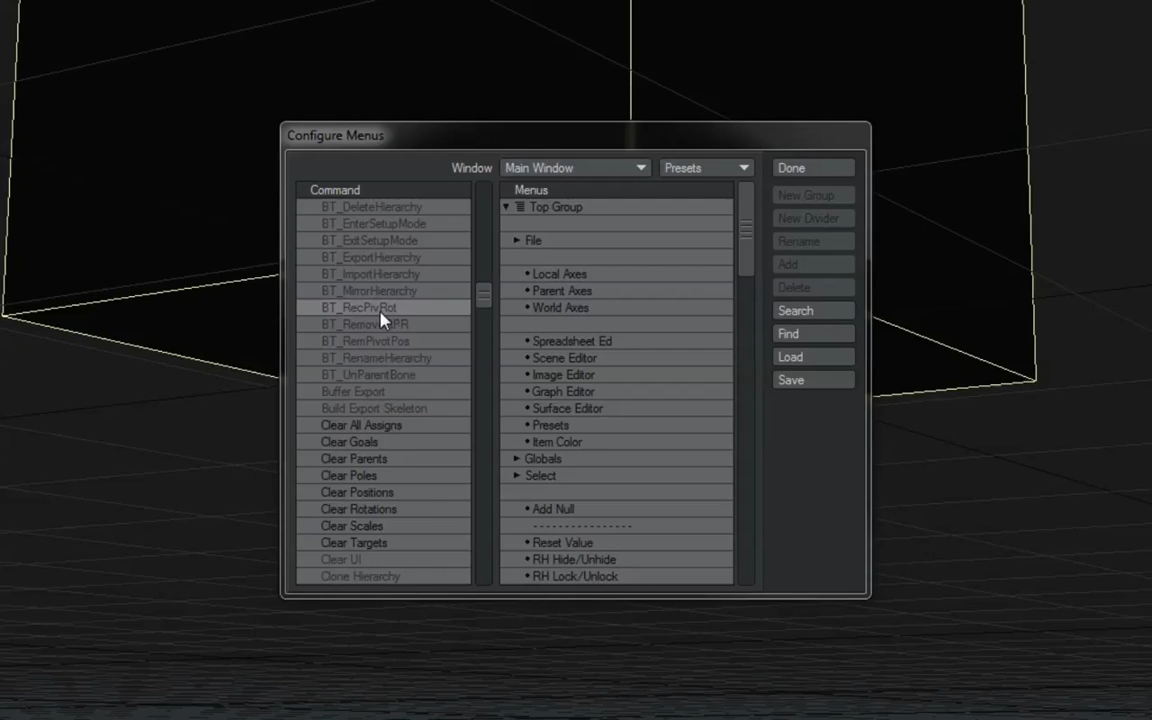 Configure Menus
Window
Main Window
Presets
Done
Command
BT_DeleteHierarchy
BT_EnterSetupMode
BT_ExitSetupMode
BT_ExportHierarchy
BT_ImportHierarchy
BT_MirrorHierarchy
BT_RecPivRot
BT_RemPivotPos
BT_RenameHierarchy
BT_UnParentBone
Buffer Export
Build Export Skeleton
Clear All Assigns
Clear Goals
Clear Parents
Clear Poles
Clear Positions
Clear Rotations
Clear Scales
Clear Targets
Clear UI
Clone Hierarchy
Menus
Top Group
File
Local Axes
Parent Axes
World Axes
Spreadsheet Ed
Scene Editor
Image Editor
Graph Editor
Surface Editor
Presets
Item Color
Globals
Select
Add Null
----------------
Reset Value
RH Hide/Unhide
RH Lock/Unlock
New Group
New Divider
Rename
Add
Delete
Search
Find
Load
Save